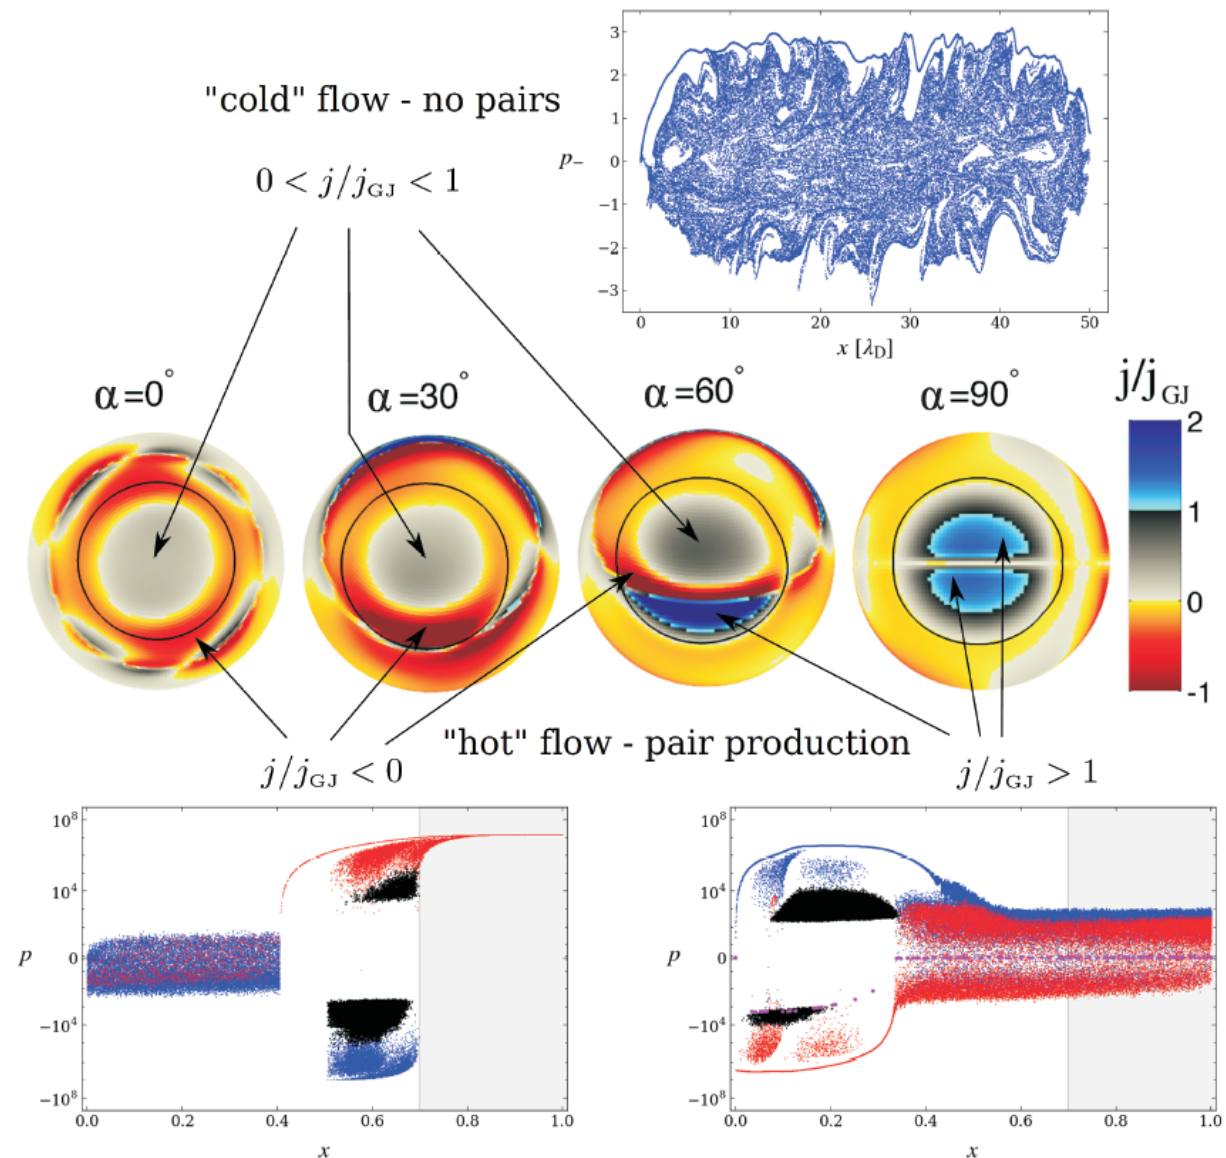 "cold" flow - no pairs
0 < j/j_GJ < 1
3
2
1
0
−1
−2
−3
p_−
0 10 20 30 40 50
x [λ_D]
α=0° α=30° α=60° α=90° j/j_GJ
2
1
0
-1
"hot" flow - pair production
j/j_GJ < 0
j/j_GJ > 1
10^8
10^4
0
−10^4
−10^8
p
0.0 0.2 0.4 0.6 0.8 1.0
x
10^8
10^4
0
−10^4
−10^8
p
0.0 0.2 0.4 0.6 0.8 1.0
x